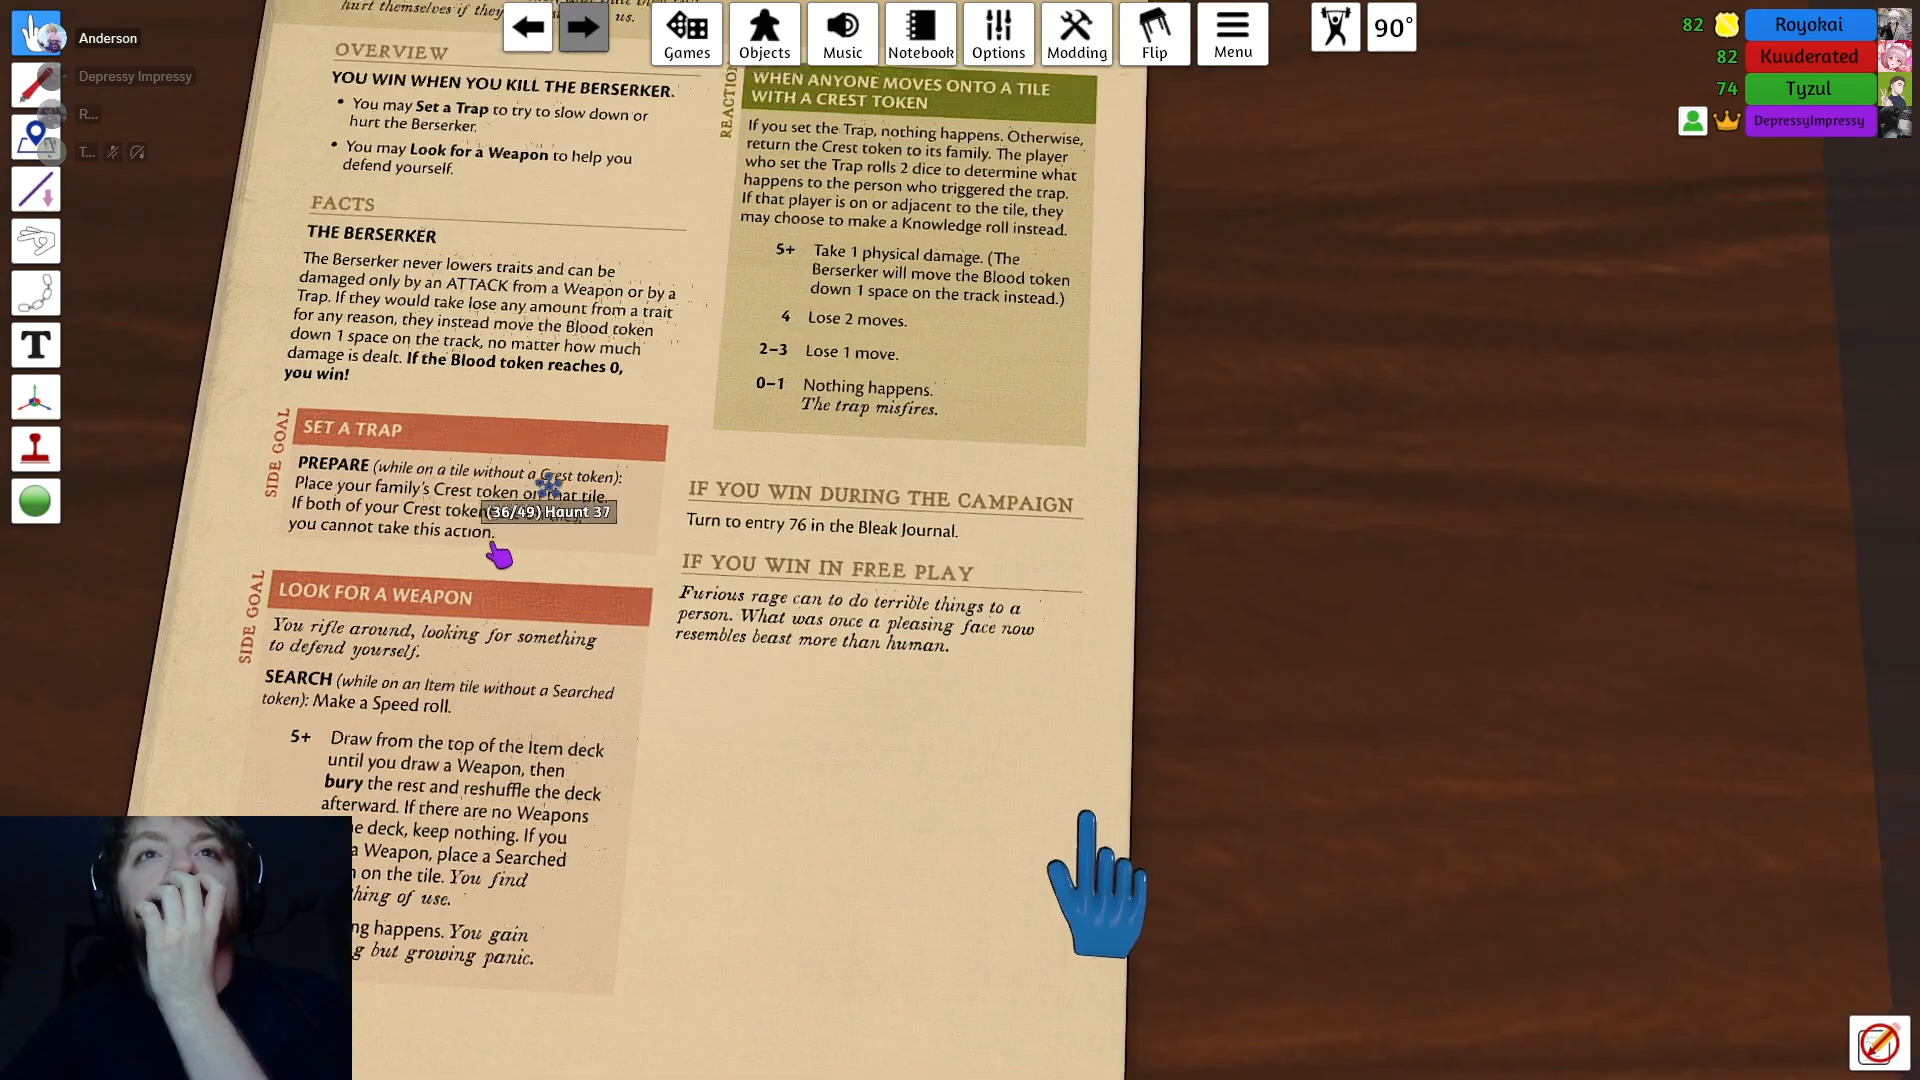 hurt themselves if they us.
OVERVIEW
YOU WIN WHEN YOU KILL THE BERSERKER.
• You may Set a Trap to try to slow down or
hurt the Berserker.
• You may Look for a Weapon to help you
defend yourself.
FACTS
THE BERSERKER
The Berserker never lowers traits and can be
damaged only by an ATTACK from a Weapon or by a
Trap. If they would take lose any amount from a trait
for any reason, they instead move the Blood token
down 1 space on the track, no matter how much
damage is dealt. If the Blood token reaches 0,
you win!
SIDE GOAL
SET A TRAP
PREPARE (while on a tile without a Crest token):
Place your family's Crest token on that tile.
If both of your Crest token
you cannot take this action.
(36/49) Haunt 37
SIDE GOAL
LOOK FOR A WEAPON
You rifle around, looking for something
to defend yourself.
SEARCH (while on an Item tile without a Searched
token): Make a Speed roll.
5+ Draw from the top of the Item deck
until you draw a Weapon, then
bury the rest and reshuffle the deck
afterward. If there are no Weapons
deck, keep nothing. If you
a Weapon, place a Searched
on the tile. You find
of use.
happens. You gain
but growing panic.
REACTION
WHEN ANYONE MOVES ONTO A TILE
WITH A CREST TOKEN
If you set the Trap, nothing happens. Otherwise,
return the Crest token to its family. The player
who set the Trap rolls 2 dice to determine what
happens to the person who triggered the trap.
If that player is on or adjacent to the tile, they
may choose to make a Knowledge roll instead.
5+ Take 1 physical damage. (The
Berserker will move the Blood token
down 1 space on the track instead.)
4 Lose 2 moves.
2–3 Lose 1 move.
0–1 Nothing happens.
The trap misfires.
IF YOU WIN DURING THE CAMPAIGN
Turn to entry 76 in the Bleak Journal.
IF YOU WIN IN FREE PLAY
Furious rage can to do terrible things to a
person. What was once a pleasing face now
resembles beast more than human.
Games
Objects
Music
Notebook
Options
Modding
Flip
Menu
90°
Anderson
Depressy Impressy
R...
T...
T
82 Royokai
82 Kuuderated
74 Tyzul
DepressyImpressy